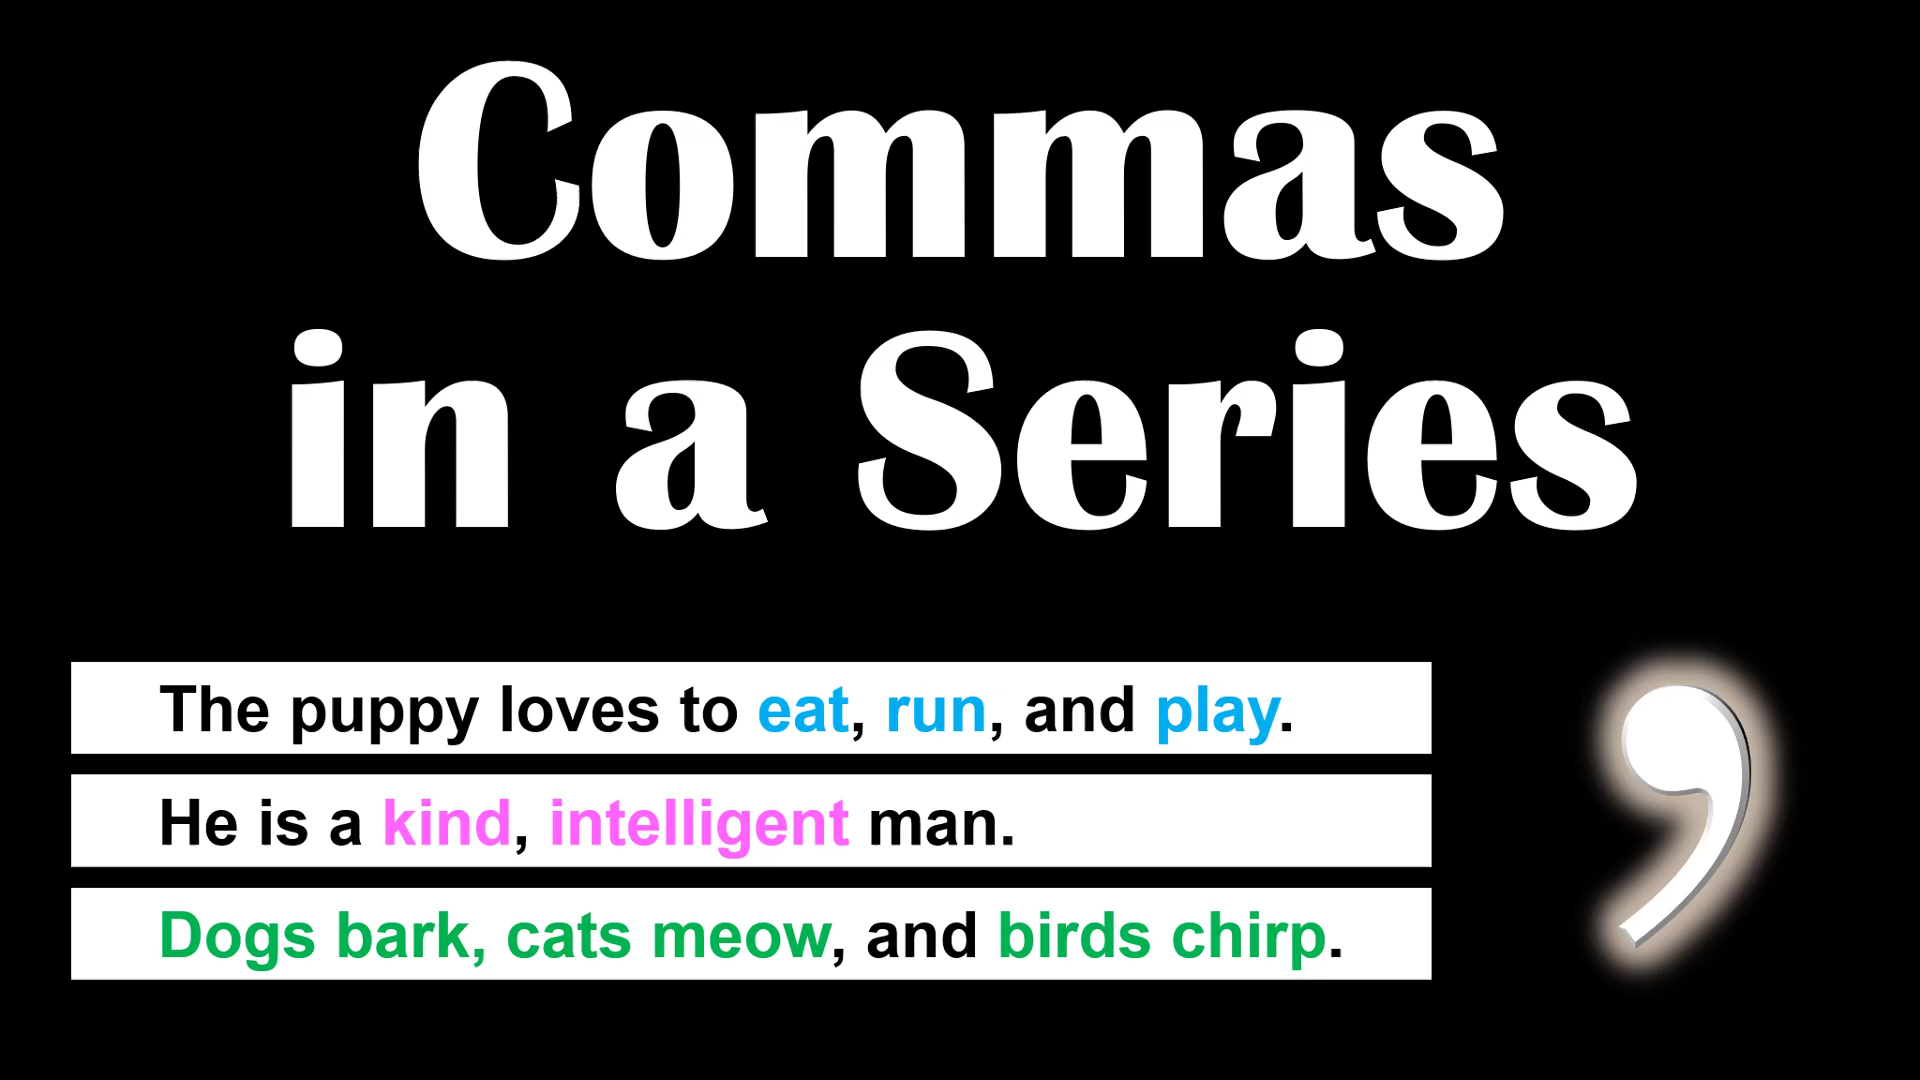 Commas
in a Series
The puppy loves to eat, run, and play.
He is a kind, intelligent man.
Dogs bark, cats meow, and birds chirp.
,